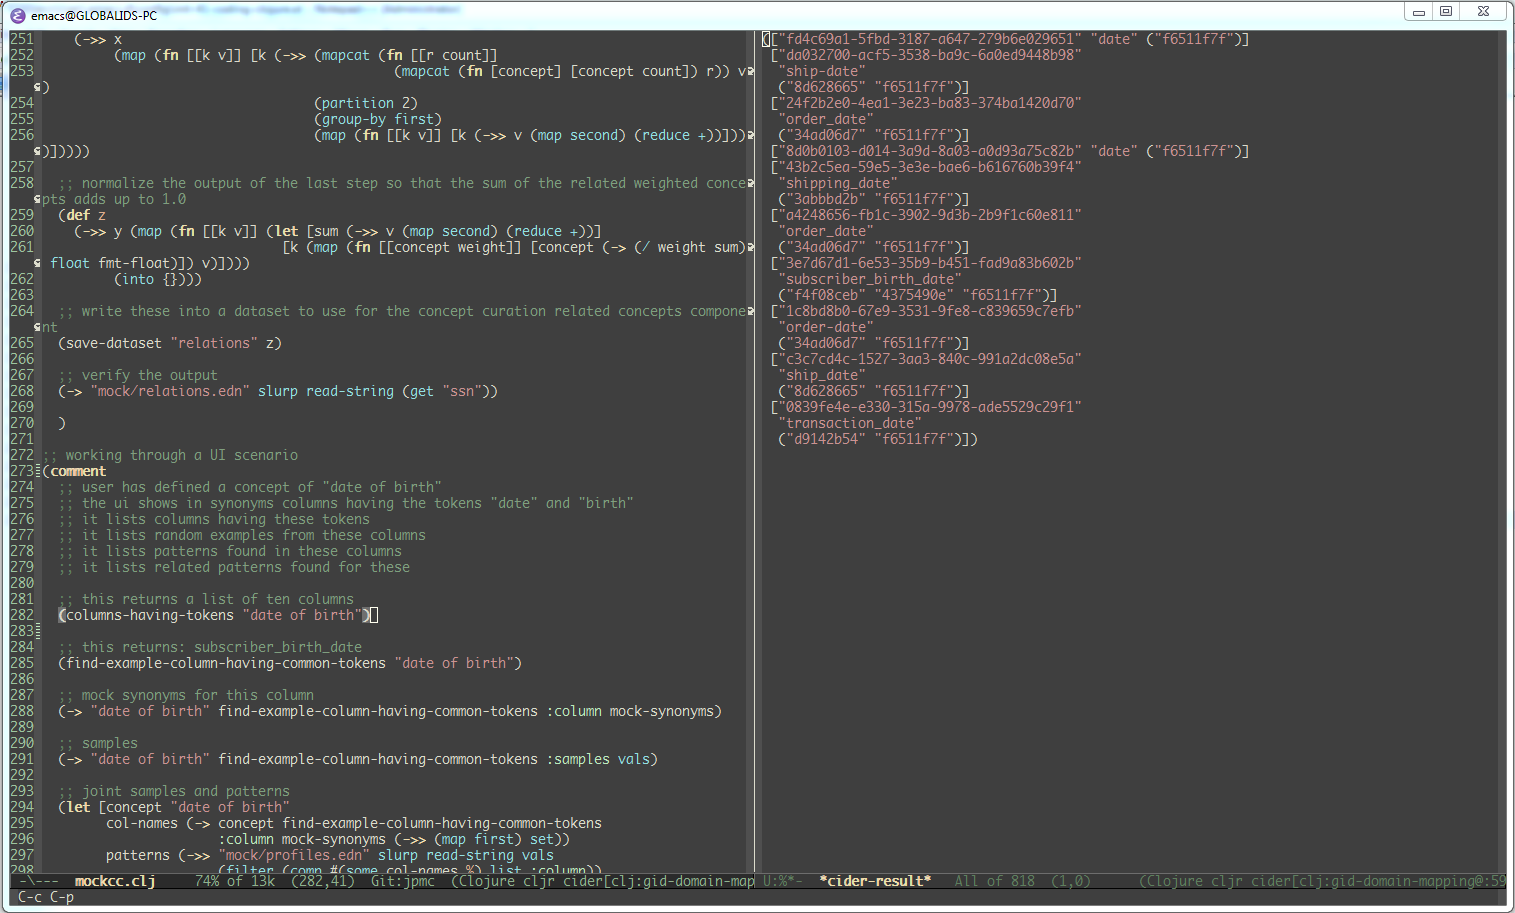 emacs@GLOBALIDS-PC
251 (->> x
252 (map (fn [[k v]] [k (->> (mapcat (fn [[r count]]
253 (mapcat (fn [concept] [concept count]) r)) v
)
254 (partition 2)
255 (group-by first)
256 (map (fn [[k v]] [k (->> v (map second) (reduce +))]))
)])))))
257
258 ;; normalize the output of the last step so that the sum of the related weighted conce
pts adds up to 1.0
259 (def z
260 (->> y (map (fn [[k v]] (let [sum (->> v (map second) (reduce +))]
261 [k (map (fn [[concept weight]] [concept (-> (/ weight sum)
float fmt-float)]) v)])))
262 (into {})))
263
264 ;; write these into a dataset to use for the concept curation related concepts compone
nt
265 (save-dataset "relations" z)
266
267 ;; verify the output
268 (-> "mock/relations.edn" slurp read-string (get "ssn"))
269
270 )
271
272 ;; working through a UI scenario
273 (comment
274 ;; user has defined a concept of "date of birth"
275 ;; the ui shows in synonyms columns having the tokens "date" and "birth"
276 ;; it lists columns having these tokens
277 ;; it lists random examples from these columns
278 ;; it lists patterns found in these columns
279 ;; it lists related patterns found for these
280
281 ;; this returns a list of ten columns
282 (columns-having-tokens "date of birth")
283
284 ;; this returns: subscriber_birth_date
285 (find-example-column-having-common-tokens "date of birth")
286
287 ;; mock synonyms for this column
288 (-> "date of birth" find-example-column-having-common-tokens :column mock-synonyms)
289
290 ;; samples
291 (-> "date of birth" find-example-column-having-common-tokens :samples vals)
292
293 ;; joint samples and patterns
294 (let [concept "date of birth"
295 col-names (-> concept find-example-column-having-common-tokens
296 :column mock-synonyms (->> (map first) set))
297 patterns (->> "mock/profiles.edn" slurp read-string vals
298 (filter (comp #(some col-names %) list :column))
-\--- mockcc.clj 74% of 13k (282,41) Git:jpmc (Clojure cljr cider[clj:gid-domain-map
(["fd4c69a1-5fbd-3187-a647-279b6e029651" "date" ("f6511f7f")]
["da032700-acf5-3538-ba9c-6a0ed9448b98"
"ship-date"
("8d628665" "f6511f7f")]
["24f2b2e0-4ea1-3e23-ba83-374ba1420d70"
"order_date"
("34ad06d7" "f6511f7f")]
["8d0b0103-d014-3a9d-8a03-a0d93a75c82b" "date" ("f6511f7f")]
["43b2c5ea-59e5-3e3e-bae6-b616760b39f4"
"shipping_date"
("3abbbd2b" "f6511f7f")]
["a4248656-fb1c-3902-9d3b-2b9f1c60e811"
"order_date"
("34ad06d7" "f6511f7f")]
["3e7d67d1-6e53-35b9-b451-fad9a83b602b"
"subscriber_birth_date"
("f4f08ceb" "4375490e" "f6511f7f")]
["1c8bd8b0-67e9-3531-9fe8-c839659c7efb"
"order-date"
("34ad06d7" "f6511f7f")]
["c3c7cd4c-1527-3aa3-840c-991a2dc08e5a"
"ship_date"
("8d628665" "f6511f7f")]
["0839fe4e-e330-315a-9978-ade5529c29f1"
"transaction_date"
("d9142b54" "f6511f7f")])
U:%*- *cider-result* All of 818 (1,0) (Clojure cljr cider[clj:gid-domain-mapping@:59
C-c C-p